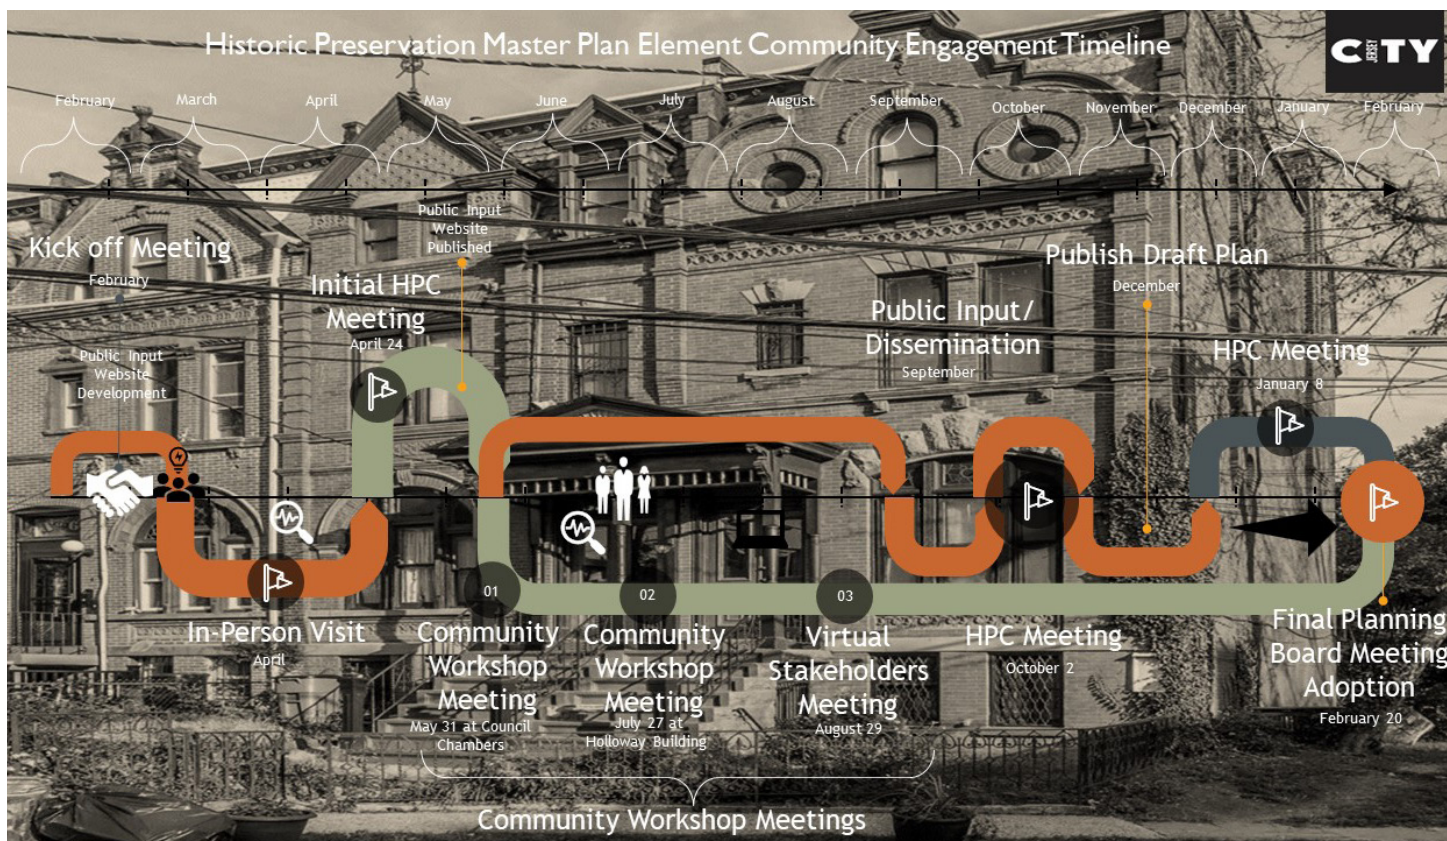 Historic Preservation Master Plan Element Community Engagement Timeline
CITY
JERSEY
February March April May June July August September October November December January February
Kick off Meeting
February
Public Input
Website
Development
In-Person Visit
April
Initial HPC
Meeting
April 24
Public Input
Website
Published
01
Community
Workshop
Meeting
May 31 at Council
Chambers
02
Community
Workshop
Meeting
July 27 at
Holloway Building
03
Virtual
Stakeholders
Meeting
August 29
Community Workshop Meetings
Public Input/
Dissemination
September
HPC Meeting
October 2
Publish Draft Plan
December
HPC Meeting
January 8
Final Planning
Board Meeting
Adoption
February 20